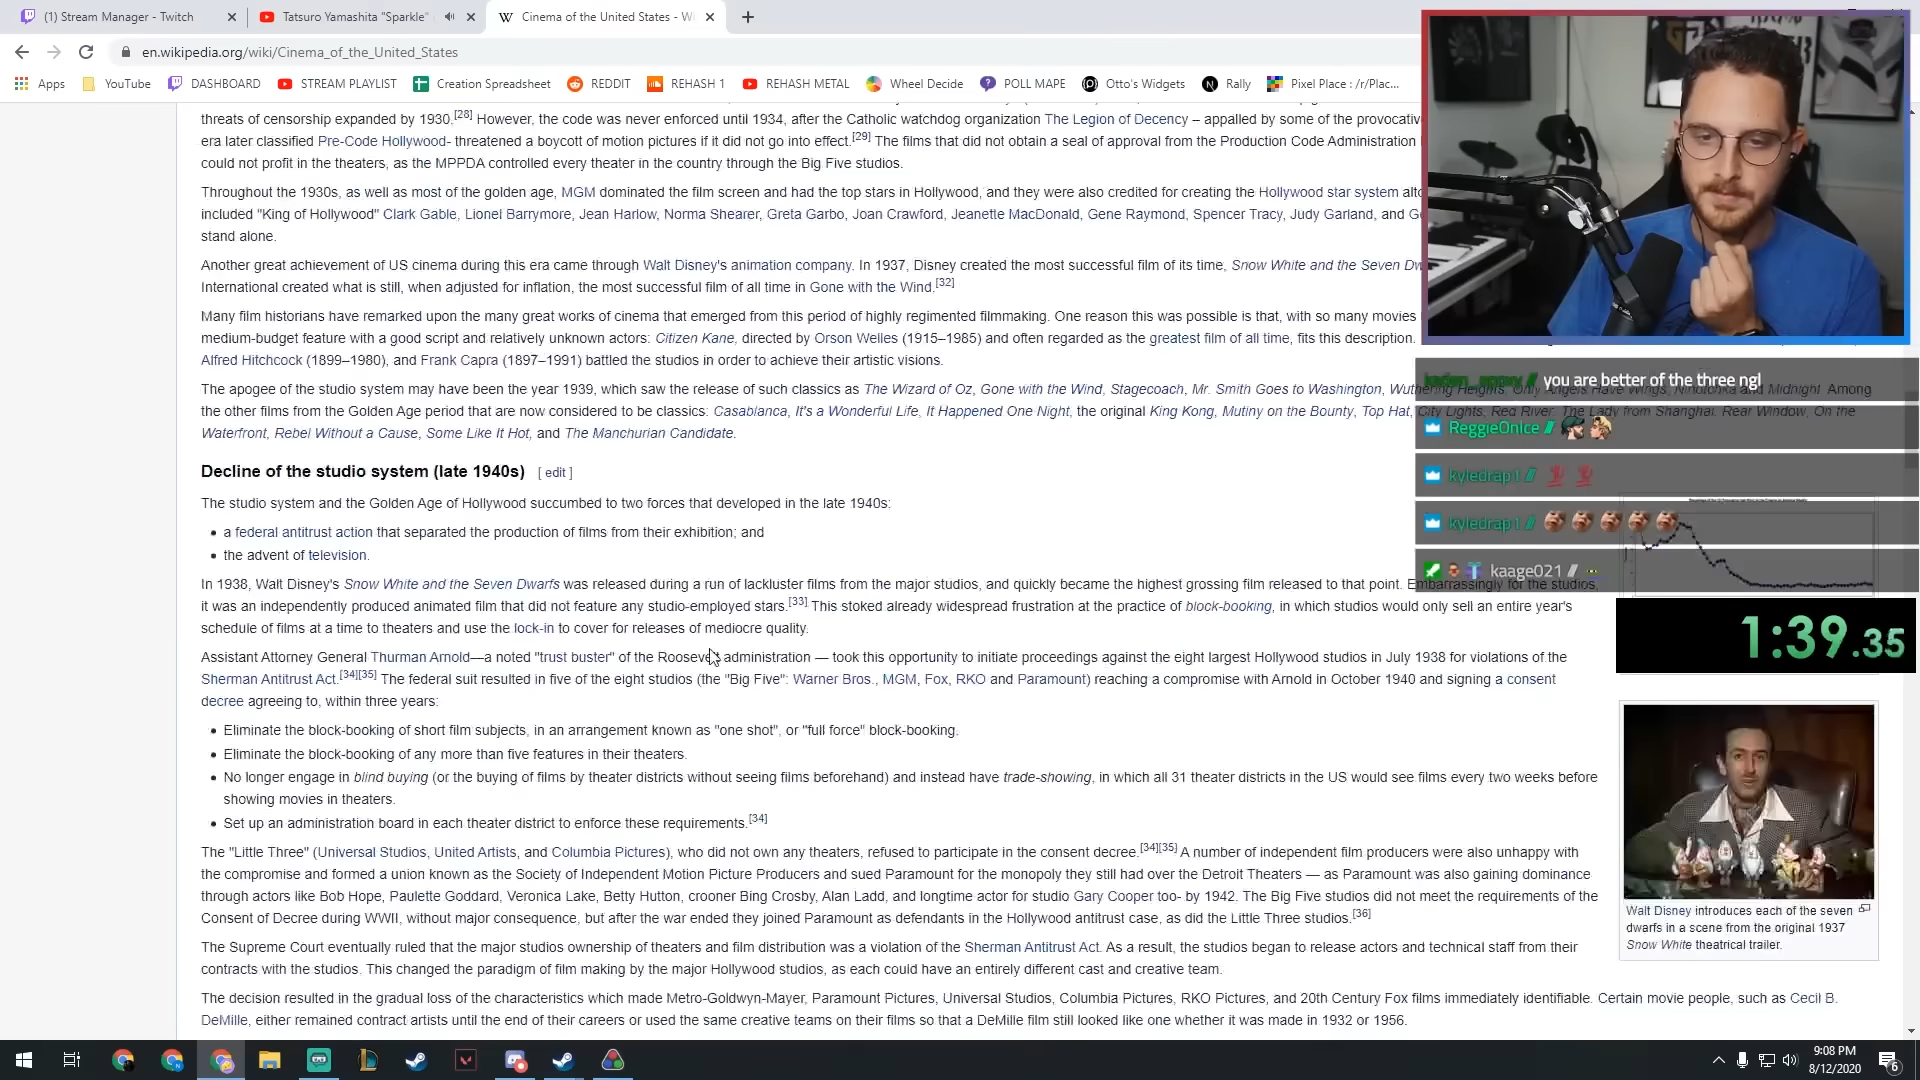 (1) Stream Manager - Twitch
Tatsuro Yamashita "Sparkle"
Cinema of the United States - Wi
en.wikipedia.org/wiki/Cinema_of_the_United_States
Apps YouTube DASHBOARD STREAM PLAYLIST Creation Spreadsheet REDDIT REHASH 1 REHASH METAL Wheel Decide POLL MAPE Otto's Widgets Rally Pixel Place : /r/Plac...
threats of censorship expanded by 1930.[28] However, the code was never enforced until 1934, after the Catholic watchdog organization The Legion of Decency – appalled by some of the provocative
era later classified Pre-Code Hollywood- threatened a boycott of motion pictures if it did not go into effect.[29] The films that did not obtain a seal of approval from the Production Code Administration
could not profit in the theaters, as the MPPDA controlled every theater in the country through the Big Five studios.
Throughout the 1930s, as well as most of the golden age, MGM dominated the film screen and had the top stars in Hollywood, and they were also credited for creating the Hollywood star system alto
included "King of Hollywood" Clark Gable, Lionel Barrymore, Jean Harlow, Norma Shearer, Greta Garbo, Joan Crawford, Jeanette MacDonald, Gene Raymond, Spencer Tracy, Judy Garland, and Ge
stand alone.
Another great achievement of US cinema during this era came through Walt Disney's animation company. In 1937, Disney created the most successful film of its time, Snow White and the Seven Dw
International created what is still, when adjusted for inflation, the most successful film of all time in Gone with the Wind.[32]
Many film historians have remarked upon the many great works of cinema that emerged from this period of highly regimented filmmaking. One reason this was possible is that, with so many movies
medium-budget feature with a good script and relatively unknown actors: Citizen Kane, directed by Orson Welles (1915–1985) and often regarded as the greatest film of all time, fits this description.
Alfred Hitchcock (1899–1980), and Frank Capra (1897–1991) battled the studios in order to achieve their artistic visions.
The apogee of the studio system may have been the year 1939, which saw the release of such classics as The Wizard of Oz, Gone with the Wind, Stagecoach, Mr. Smith Goes to Washington, Wuthering Heights, Only Angels Have Wings, Ninotchka and Midnight. Among
the other films from the Golden Age period that are now considered to be classics: Casablanca, It's a Wonderful Life, It Happened One Night, the original King Kong, Mutiny on the Bounty, Top Hat, City Lights, Red River, The Lady from Shanghai, Rear Window, On the
Waterfront, Rebel Without a Cause, Some Like It Hot, and The Manchurian Candidate.
Decline of the studio system (late 1940s) [ edit ]
The studio system and the Golden Age of Hollywood succumbed to two forces that developed in the late 1940s:
a federal antitrust action that separated the production of films from their exhibition; and
the advent of television.
In 1938, Walt Disney's Snow White and the Seven Dwarfs was released during a run of lackluster films from the major studios, and quickly became the highest grossing film released to that point. Embarrassingly for the studios,
it was an independently produced animated film that did not feature any studio-employed stars.[33] This stoked already widespread frustration at the practice of block-booking, in which studios would only sell an entire year's
schedule of films at a time to theaters and use the lock-in to cover for releases of mediocre quality.
Assistant Attorney General Thurman Arnold—a noted "trust buster" of the Roosevelt administration — took this opportunity to initiate proceedings against the eight largest Hollywood studios in July 1938 for violations of the
Sherman Antitrust Act.[34][35] The federal suit resulted in five of the eight studios (the "Big Five": Warner Bros., MGM, Fox, RKO and Paramount) reaching a compromise with Arnold in October 1940 and signing a consent
decree agreeing to, within three years:
Eliminate the block-booking of short film subjects, in an arrangement known as "one shot", or "full force" block-booking.
Eliminate the block-booking of any more than five features in their theaters.
No longer engage in blind buying (or the buying of films by theater districts without seeing films beforehand) and instead have trade-showing, in which all 31 theater districts in the US would see films every two weeks before
showing movies in theaters.
Set up an administration board in each theater district to enforce these requirements.[34]
The "Little Three" (Universal Studios, United Artists, and Columbia Pictures), who did not own any theaters, refused to participate in the consent decree.[34][35] A number of independent film producers were also unhappy with
the compromise and formed a union known as the Society of Independent Motion Picture Producers and sued Paramount for the monopoly they still had over the Detroit Theaters — as Paramount was also gaining dominance
through actors like Bob Hope, Paulette Goddard, Veronica Lake, Betty Hutton, crooner Bing Crosby, Alan Ladd, and longtime actor for studio Gary Cooper too- by 1942. The Big Five studios did not meet the requirements of the
Consent of Decree during WWII, without major consequence, but after the war ended they joined Paramount as defendants in the Hollywood antitrust case, as did the Little Three studios.[36]
The Supreme Court eventually ruled that the major studios ownership of theaters and film distribution was a violation of the Sherman Antitrust Act. As a result, the studios began to release actors and technical staff from their
contracts with the studios. This changed the paradigm of film making by the major Hollywood studios, as each could have an entirely different cast and creative team.
The decision resulted in the gradual loss of the characteristics which made Metro-Goldwyn-Mayer, Paramount Pictures, Universal Studios, Columbia Pictures, RKO Pictures, and 20th Century Fox films immediately identifiable. Certain movie people, such as Cecil B.
DeMille, either remained contract artists until the end of their careers or used the same creative teams on their films so that a DeMille film still looked like one whether it was made in 1932 or 1956.
you are better of the three ngl
ReggieOnIce
kyledrap1
kyledrap1
kaage021
1:39.35
Walt Disney introduces each of the seven
dwarfs in a scene from the original 1937
Snow White theatrical trailer.
9:08 PM
8/12/2020
6